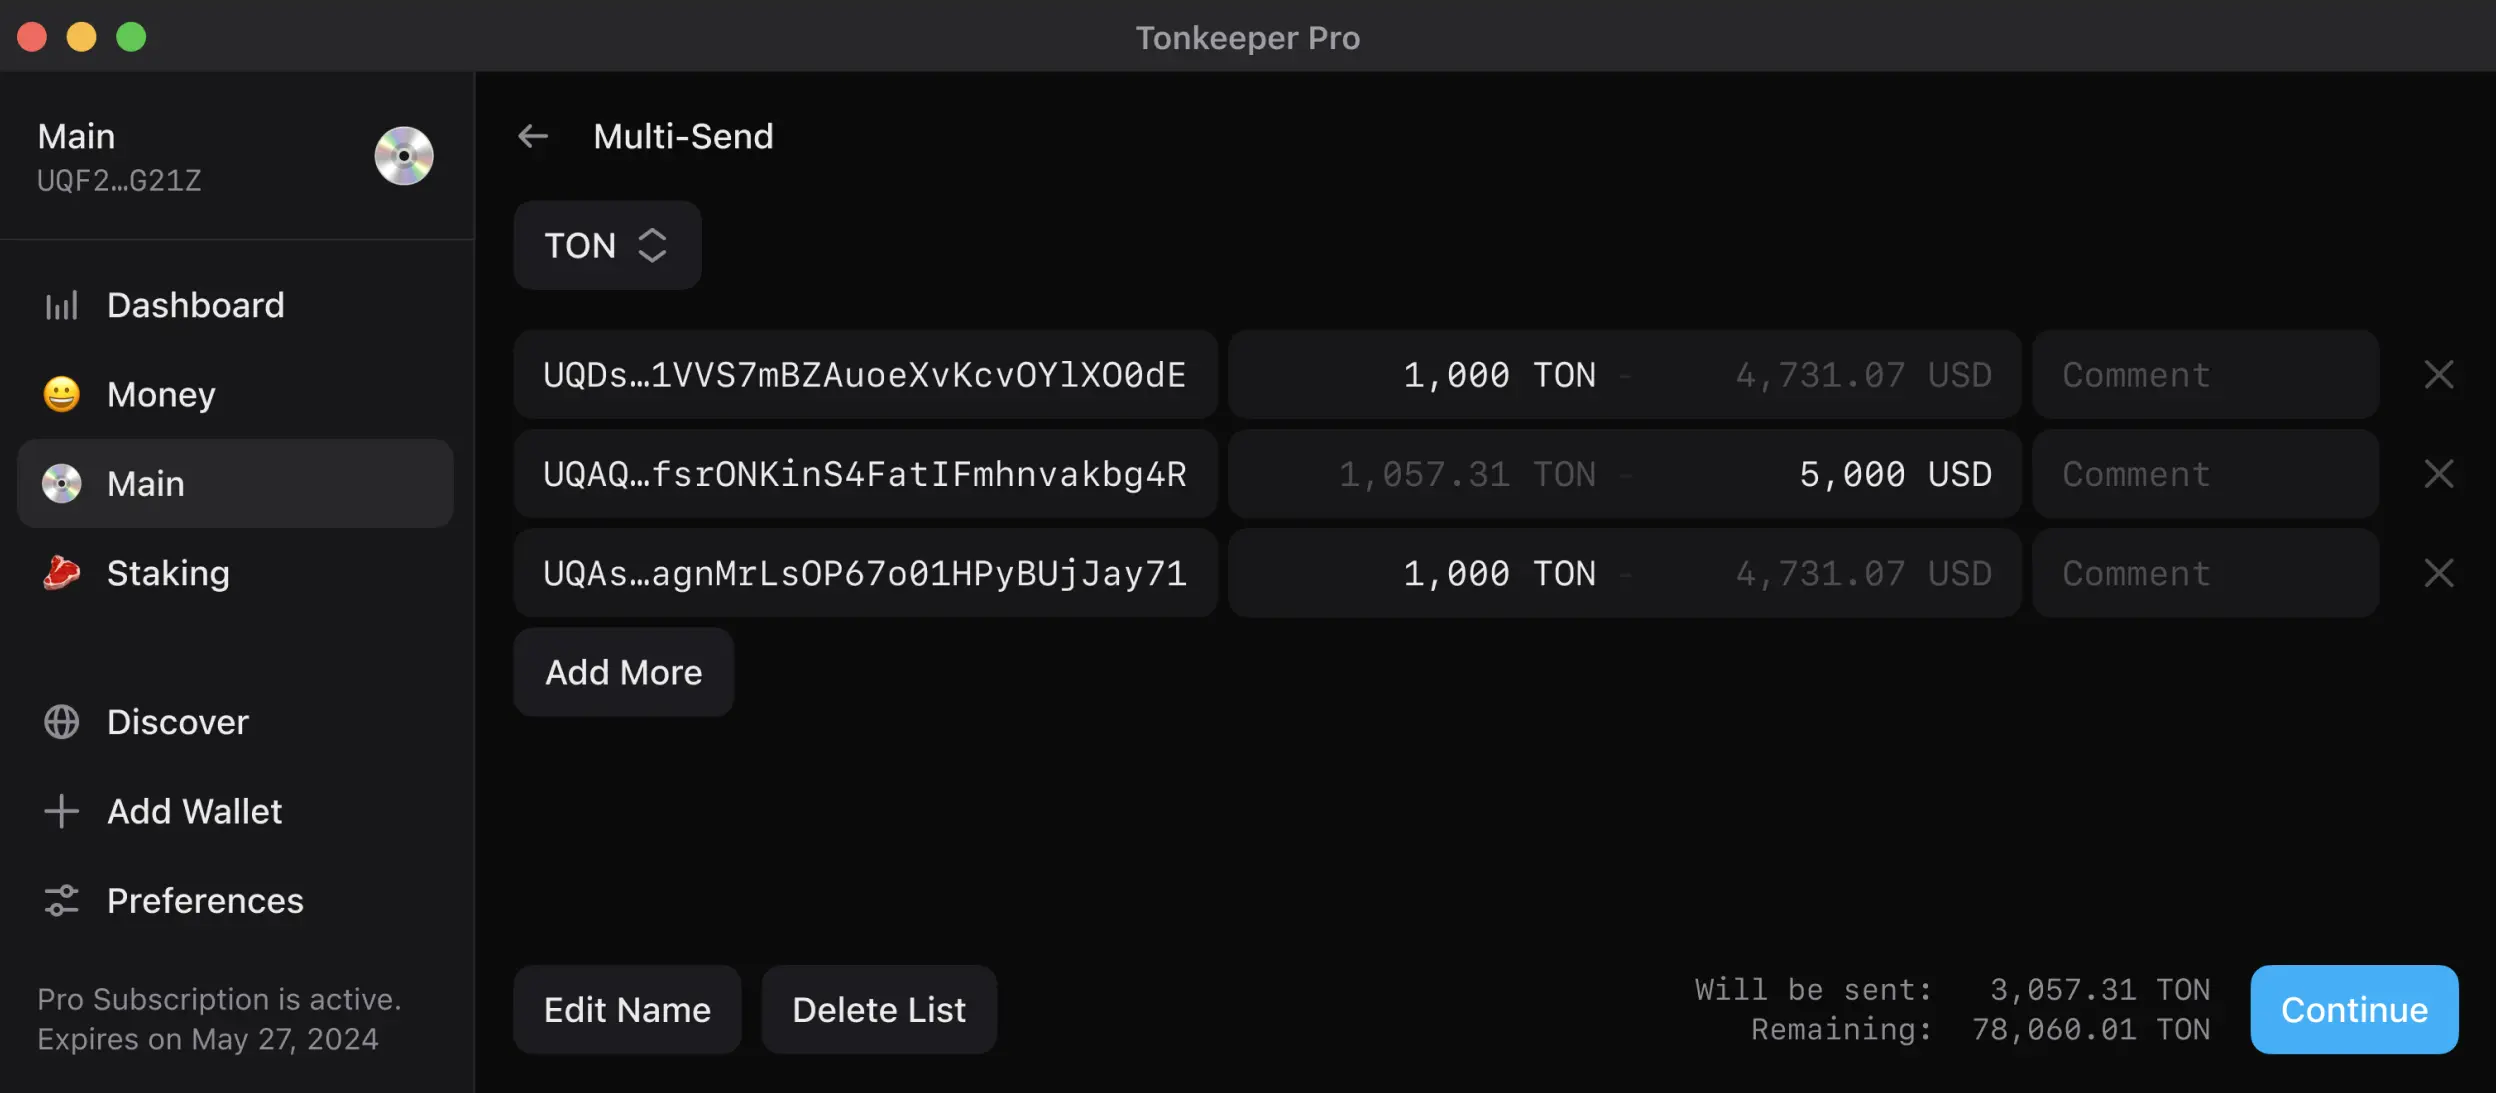 Tonkeeper Pro
Main
UQF2…G21Z
Dashboard
Money
Main
Staking
Discover
Add Wallet
Preferences
Pro Subscription is active.
Expires on May 27, 2024
Multi-Send
TON
UQDs…1VVS7mBZAuoeXvKcvOYlXO0dE 1,000 TON - 4,731.07 USD Comment
UQAQ…fsrONKinS4FatIFmhnvakbg4R 1,057.31 TON - 5,000 USD Comment
UQAs…agnMrLsOP67o01HPyBUjJay71 1,000 TON - 4,731.07 USD Comment
Add More
Edit Name
Delete List
Will be sent: 3,057.31 TON
Remaining: 78,060.01 TON
Continue